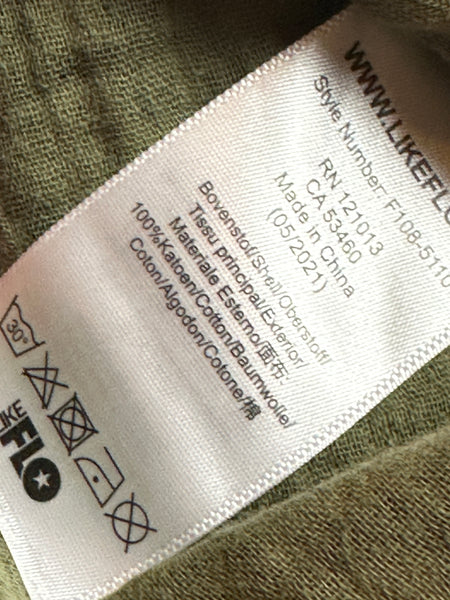 WWW.LIKEFLO
Style Number: F108-5110
RN 121013
CA 53460
Made in China
(05/2021)
Bovenstof/Shell/Oberstoff/
Tissu principal/Exterior/
Materiale Esterno/面布:
100%Katoen/Cotton/Baumwolle/
Coton/Algodon/Cotone/棉
30°
LIKE
FLO